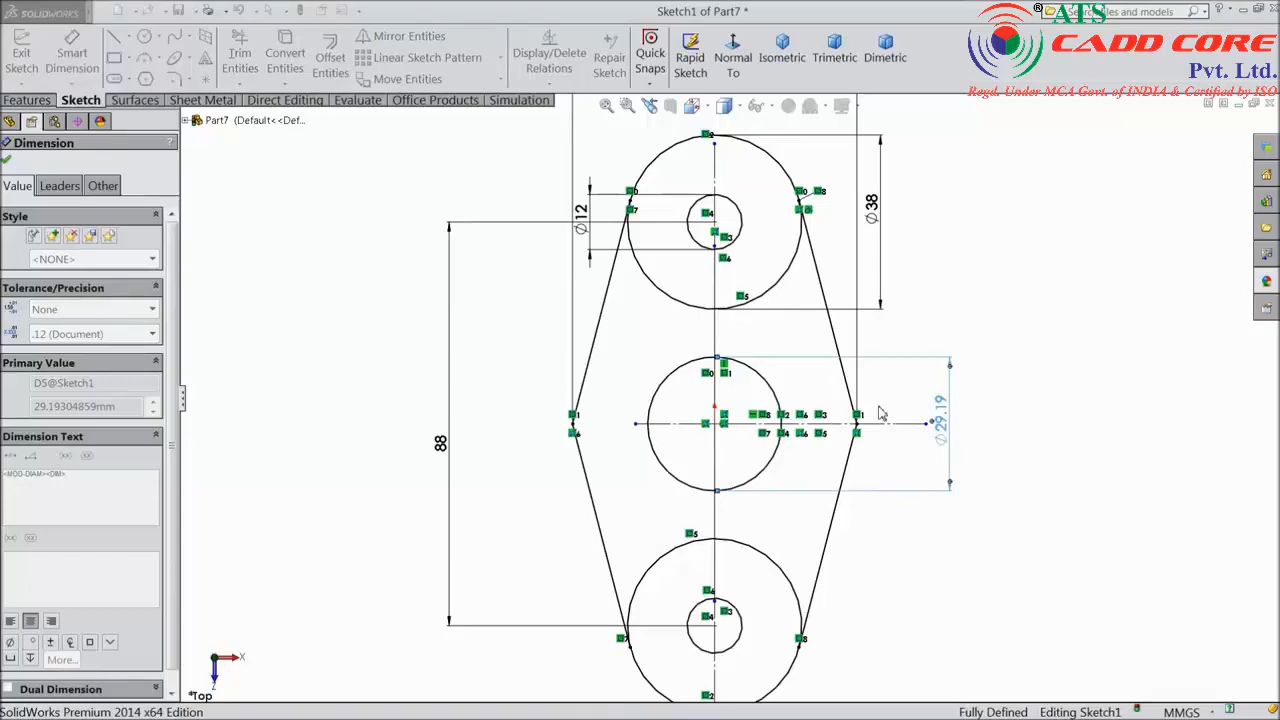 SOLIDWORKS
Sketch1 of Part7 *
Search files and models
® ATS
CADD CORE
Pvt. Ltd.
Regd. Under MCA Govt. of INDIA & Certified by ISO
Exit Sketch
Smart Dimension
Trim Entities
Convert Entities
Offset Entities
Mirror Entities
Linear Sketch Pattern
Move Entities
Display/Delete Relations
Repair Sketch
Quick Snaps
Rapid Sketch
Normal To
Isometric
Trimetric
Dimetric
Features
Sketch
Surfaces
Sheet Metal
Direct Editing
Evaluate
Office Products
Simulation
Part7 (Default<<Def...
Dimension
?
Value
Leaders
Other
Style
<NONE>
Tolerance/Precision
None
.12 (Document)
Primary Value
D5@Sketch1
29.19304859mm
Dimension Text
<MOD-DIAM><DIM>
More...
Dual Dimension
∅12
∅38
88
∅29.19
X
Z
*Top
SolidWorks Premium 2014 x64 Edition
Fully Defined
Editing Sketch1
MMGS